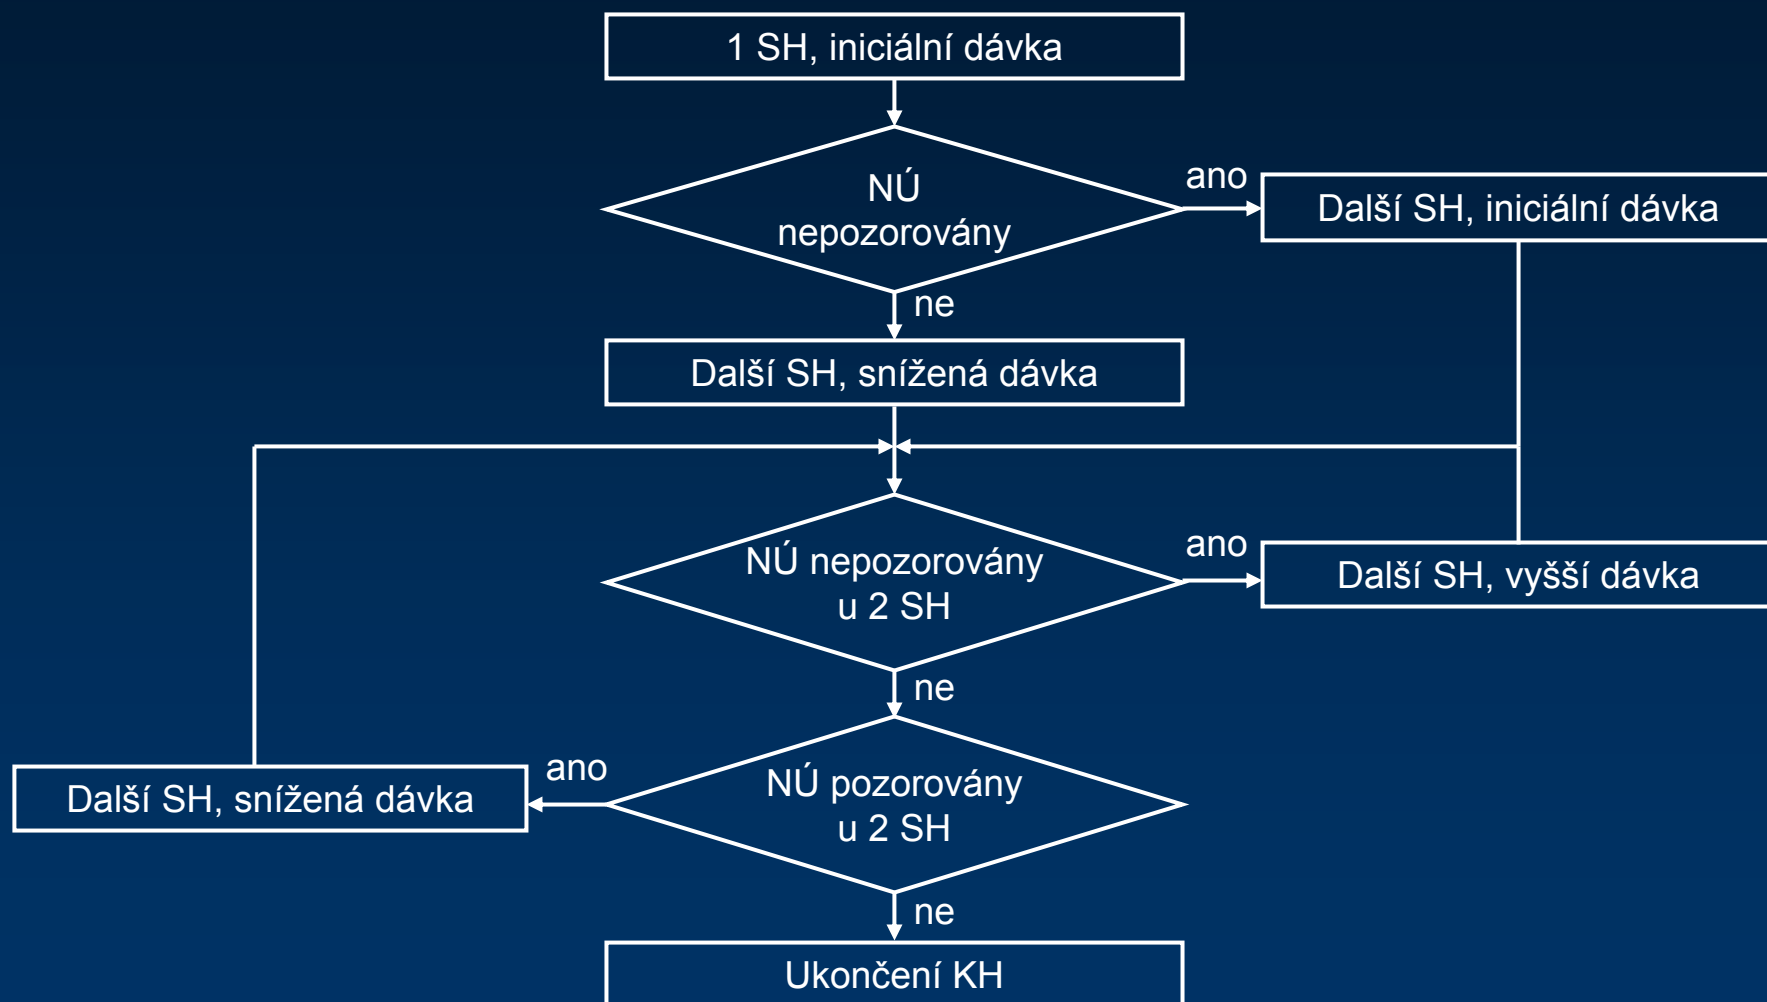 1 SH, iniciální dávka
NÚ
nepozorovány
ano
Další SH, iniciální dávka
ne
Další SH, snížená dávka
NÚ nepozorovány
u 2 SH
ano
Další SH, vyšší dávka
ne
NÚ pozorovány
u 2 SH
ano
Další SH, snížená dávka
ne
Ukončení KH